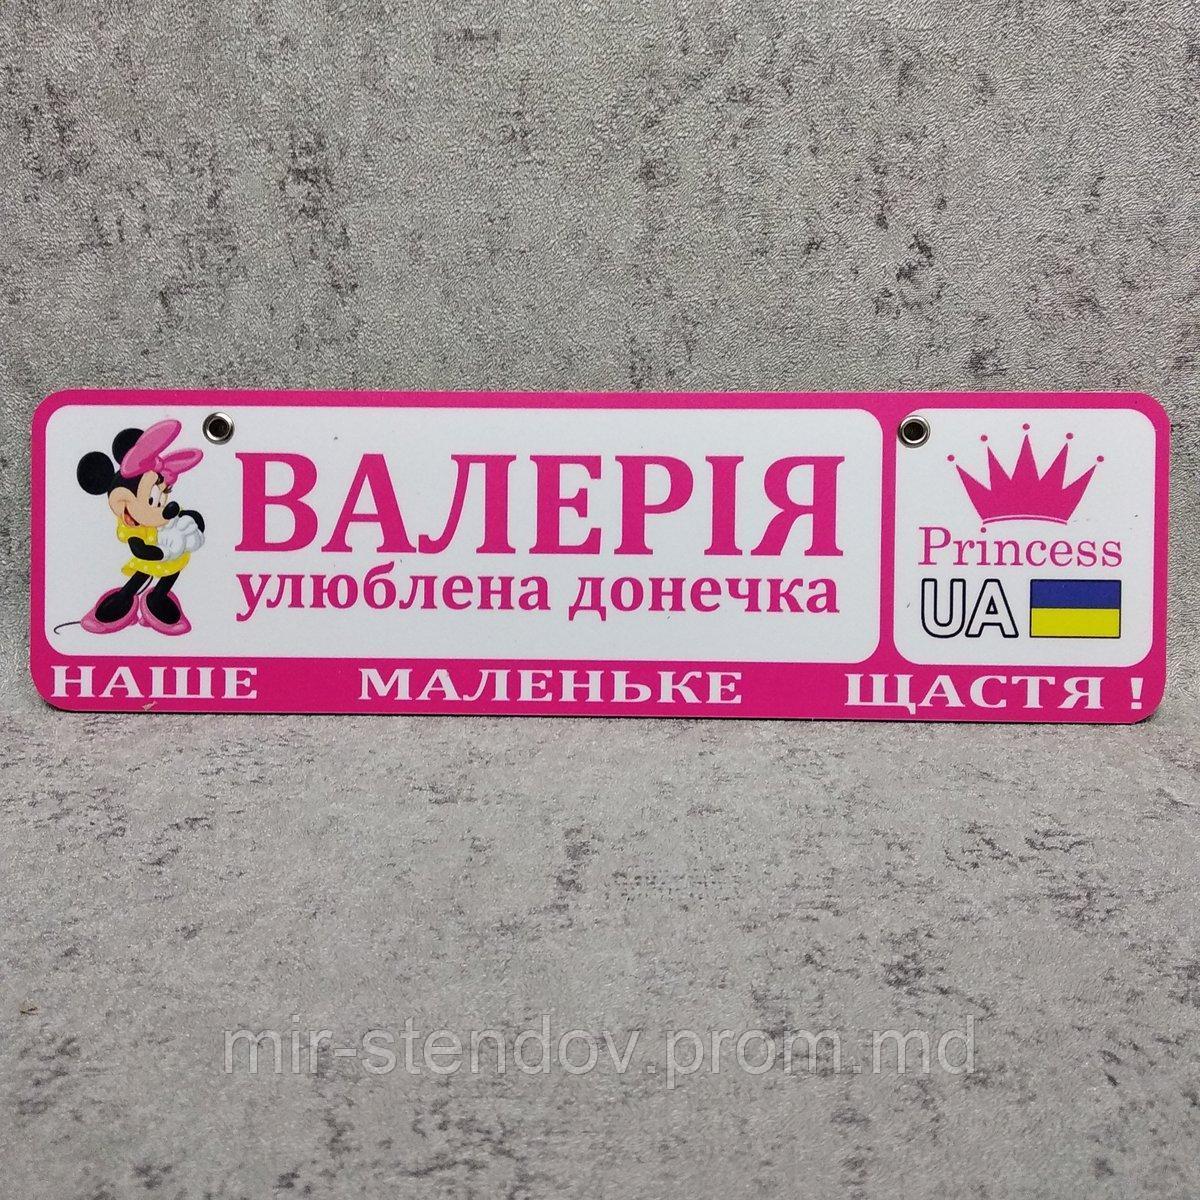 ВАЛЕРІЯ
улюблена донечка
Princess
UA
НАШЕ МАЛЕНЬКЕ ЩАСТЯ !
mir-stendov.prom.md